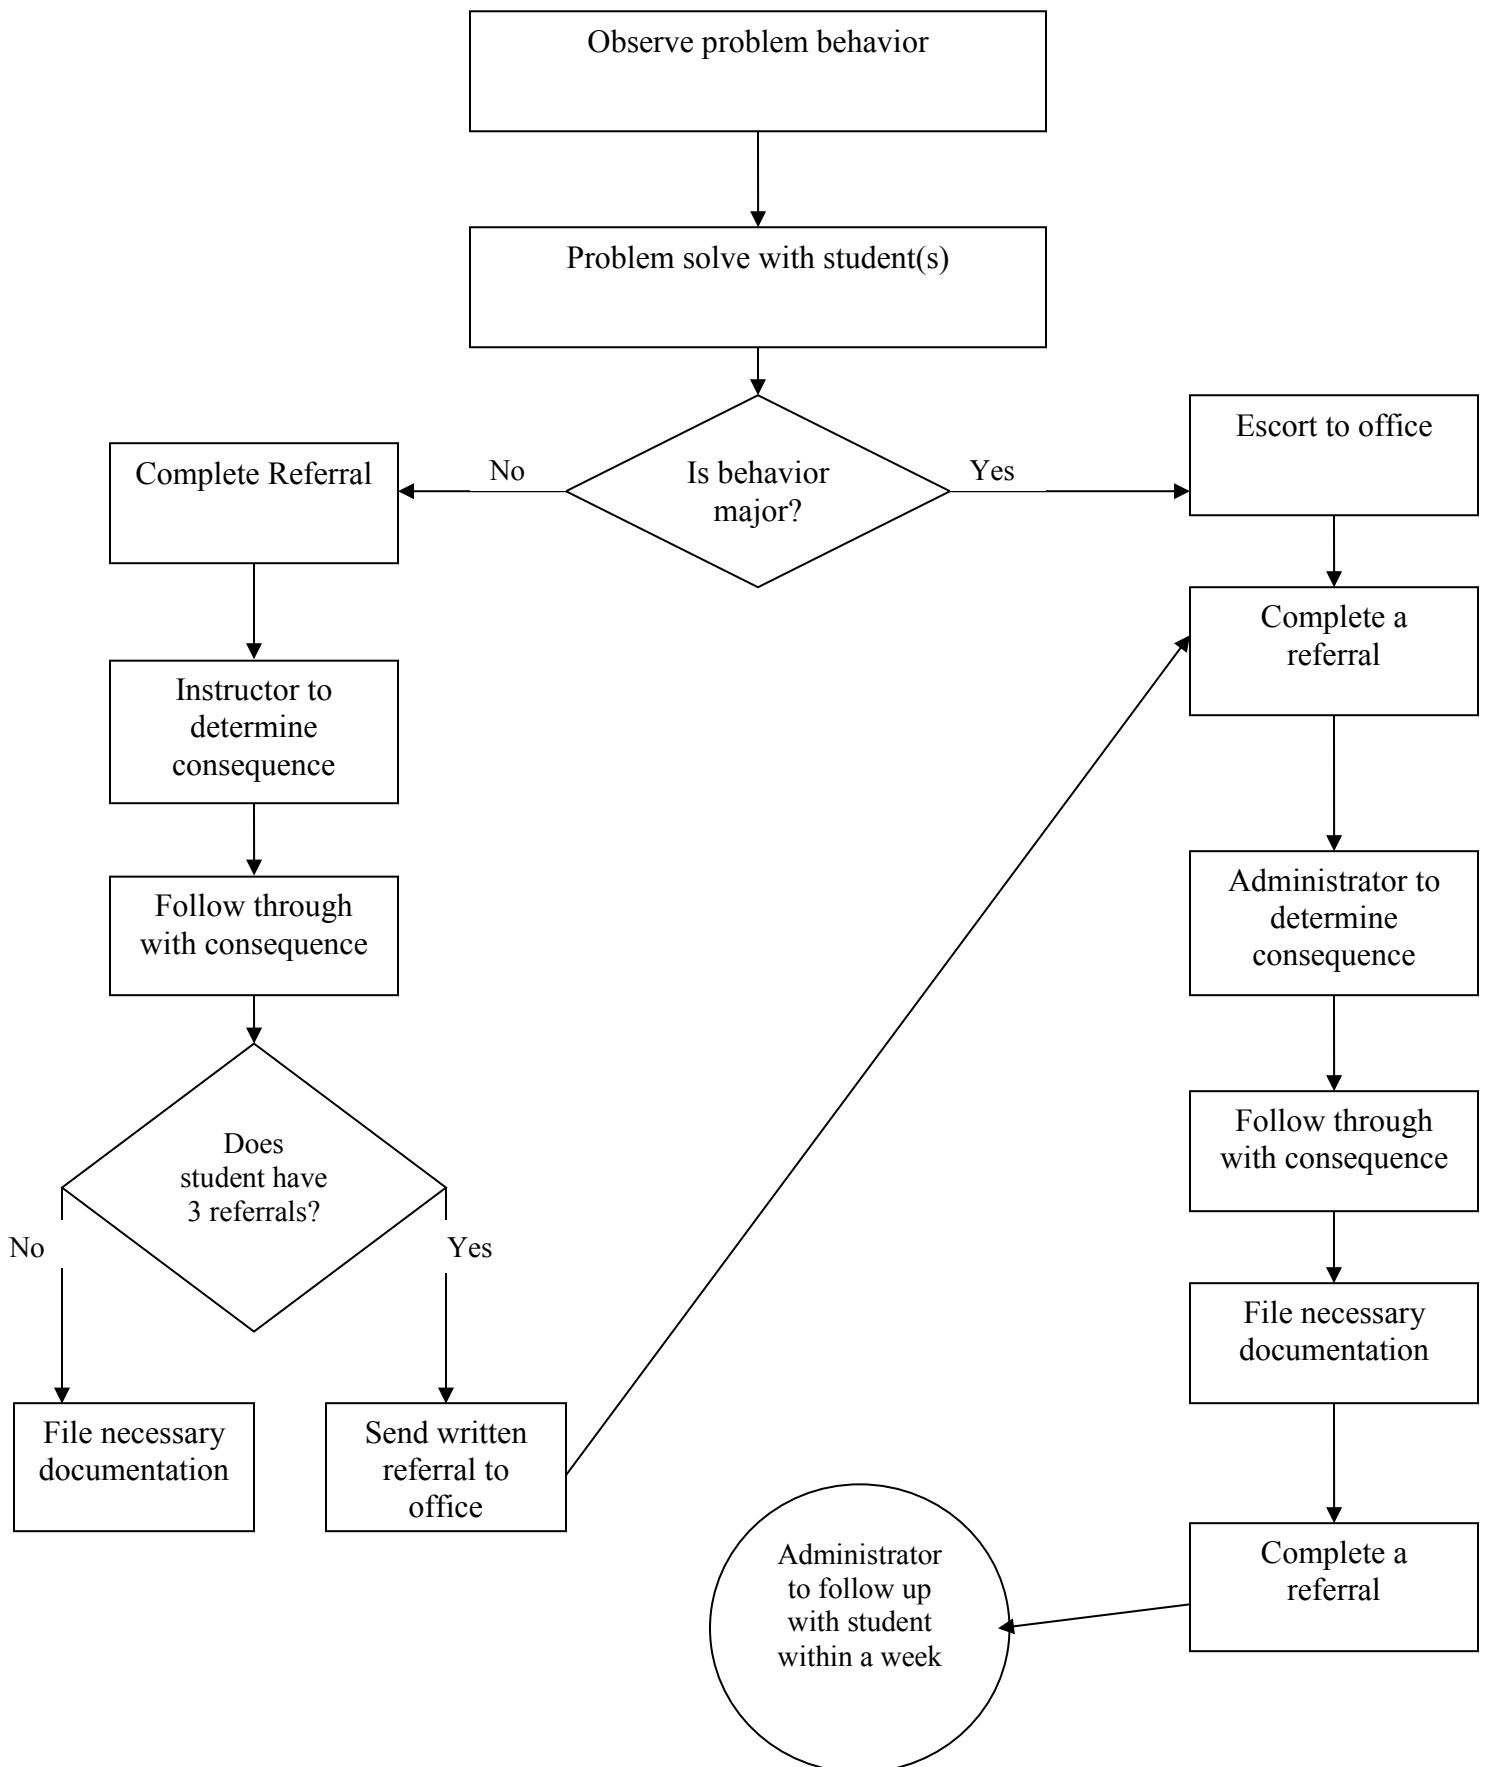 Observe problem behavior
Problem solve with student(s)
Is behavior
major?
No
Yes
Complete Referral
Instructor to
determine
consequence
Follow through
with consequence
Does
student have
3 referrals?
No
Yes
File necessary
documentation
Send written
referral to
office
Escort to office
Complete a
referral
Administrator to
determine
consequence
Follow through
with consequence
File necessary
documentation
Complete a
referral
Administrator
to follow up
with student
within a week